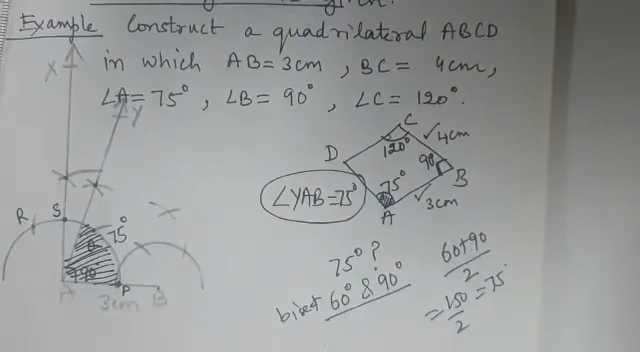 Example Construct a quadrilateral ABCD
in which AB = 3cm, BC = 4cm,
∠A = 75°, ∠B = 90°, ∠C = 120°.
X
Y
R
S
75°
90°
A
3cm
P
B
D
C
120°
4cm
90
B
75°
A
3cm
∠YAB = 75°
75° ?
60° & 90°
60+90
2
= 150 = 75°
2